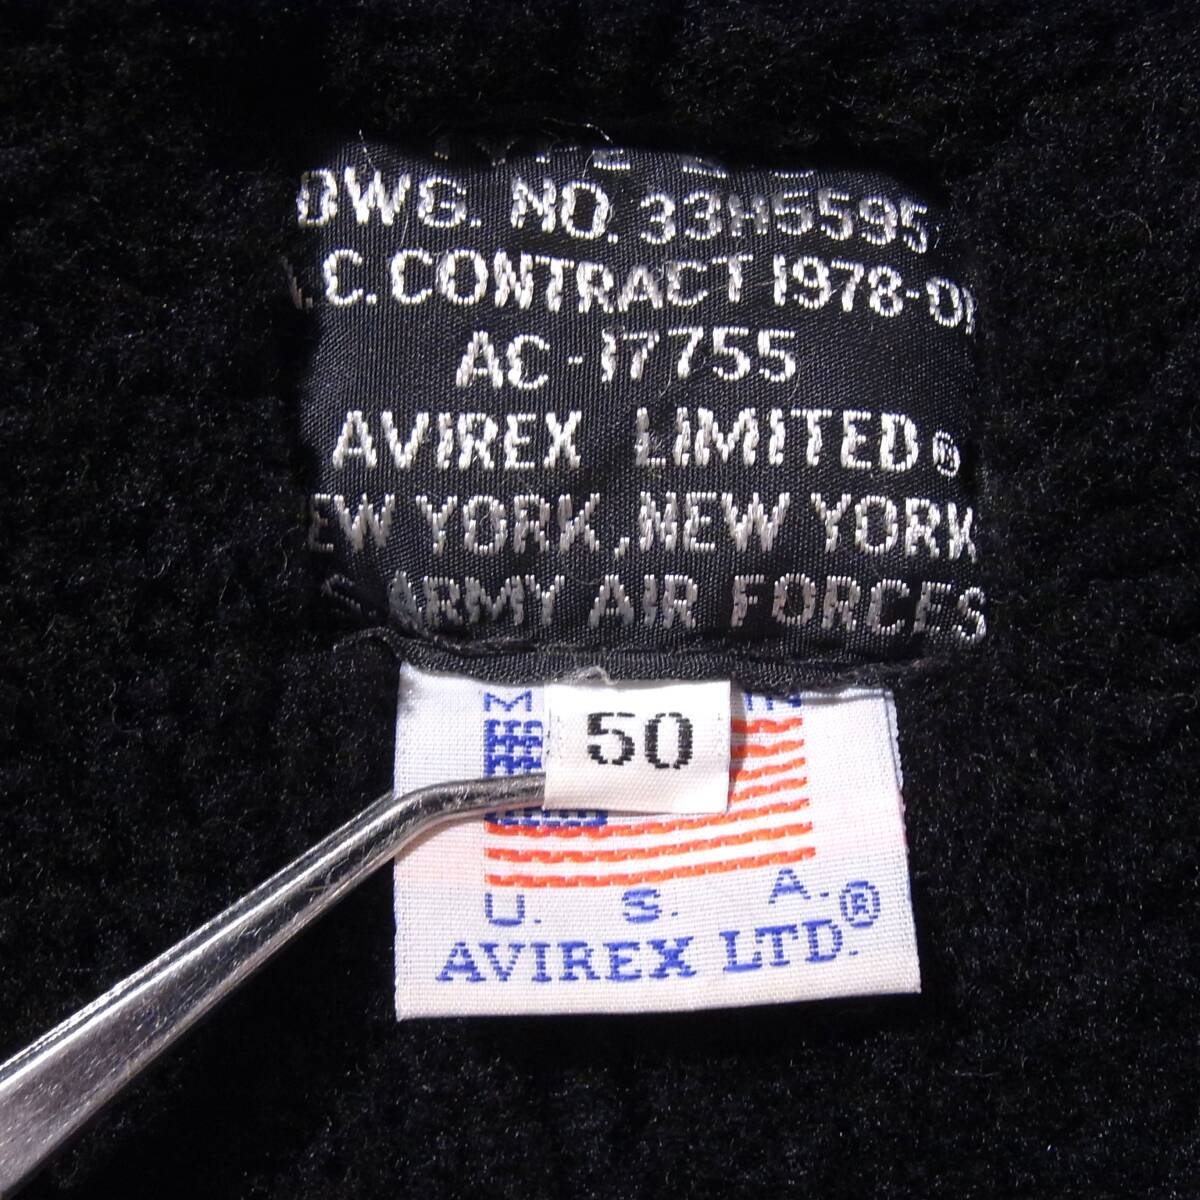 DWG. NO. 33H5595
.C. CONTRACT 1978-01
AC-17755
AVIREX LIMITED®
EW YORK, NEW YORK
ARMY AIR FORCES
50
U. S. A.
AVIREX LTD.®